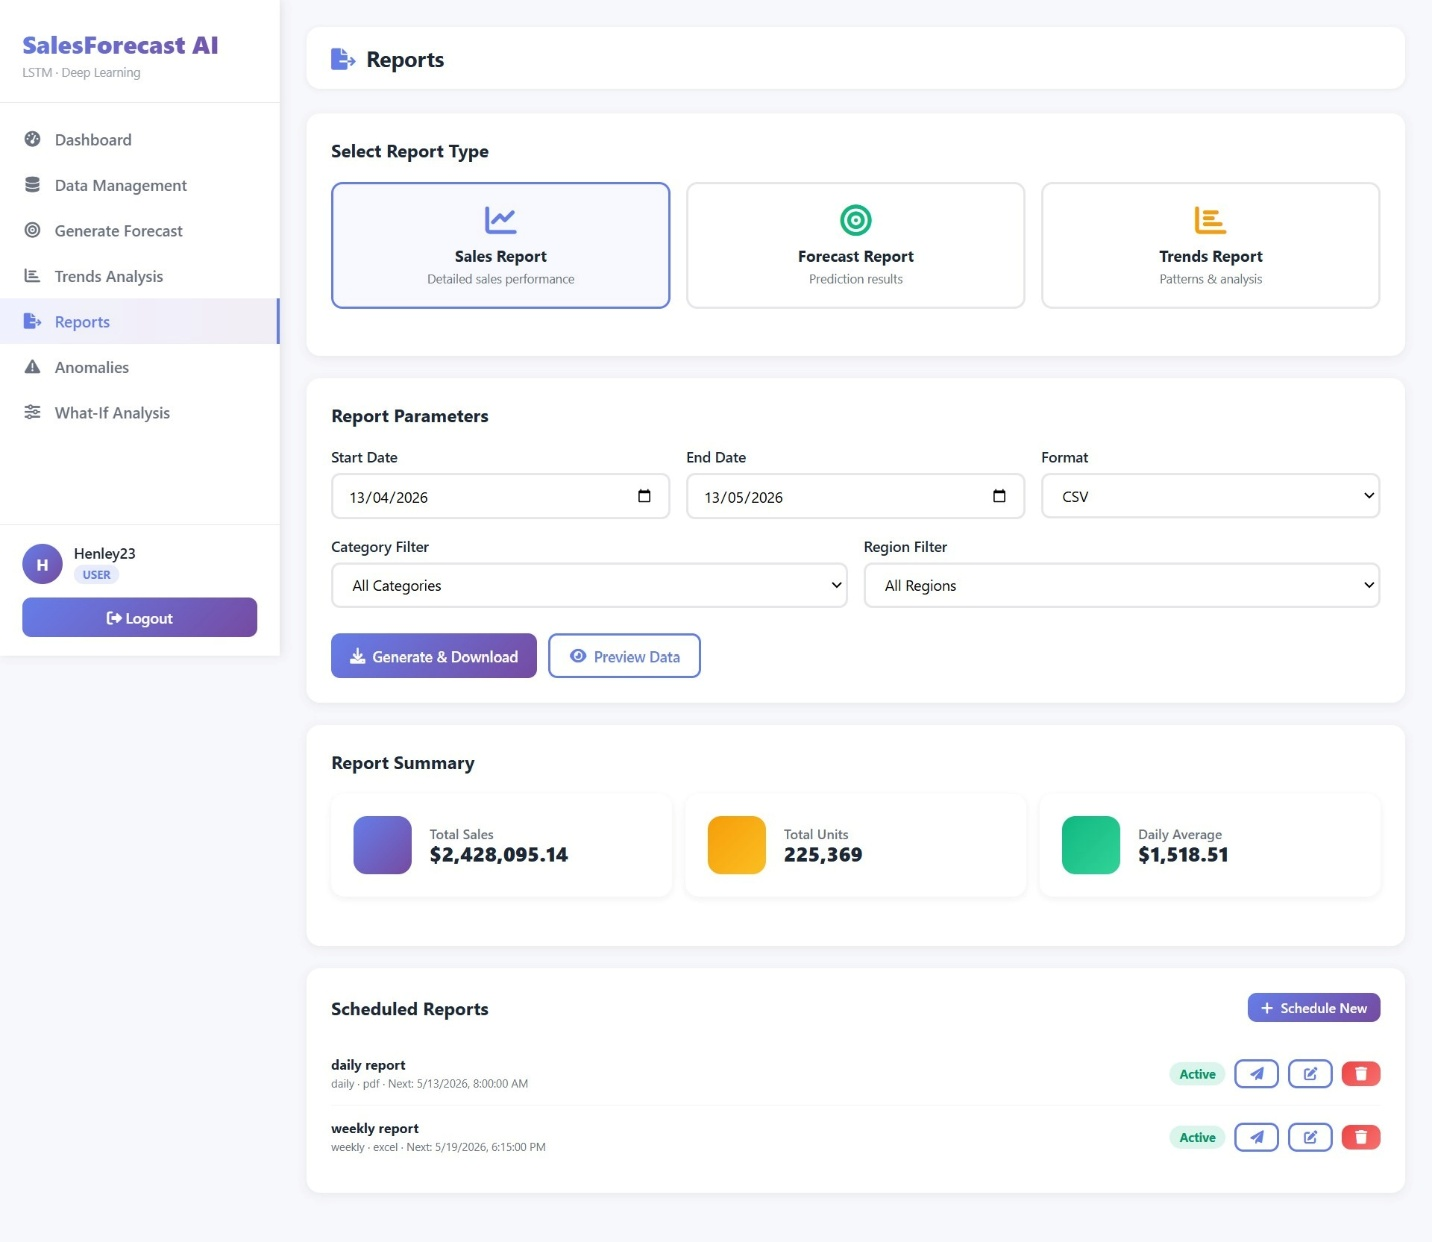 SalesForecast AI
LSTM · Deep Learning
Dashboard
Data Management
Generate Forecast
Trends Analysis
Reports
Anomalies
What-If Analysis
H
Henley23
USER
Logout
Reports
Select Report Type
Sales Report
Detailed sales performance
Forecast Report
Prediction results
Trends Report
Patterns & analysis
Report Parameters
Start Date
End Date
Format
13/04/2026
13/05/2026
CSV
Category Filter
Region Filter
All Categories
All Regions
Generate & Download
Preview Data
Report Summary
Total Sales
$2,428,095.14
Total Units
225,369
Daily Average
$1,518.51
Scheduled Reports
Schedule New
daily report
daily · pdf · Next: 5/13/2026, 8:00:00 AM
Active
weekly report
weekly · excel · Next: 5/19/2026, 6:15:00 PM
Active